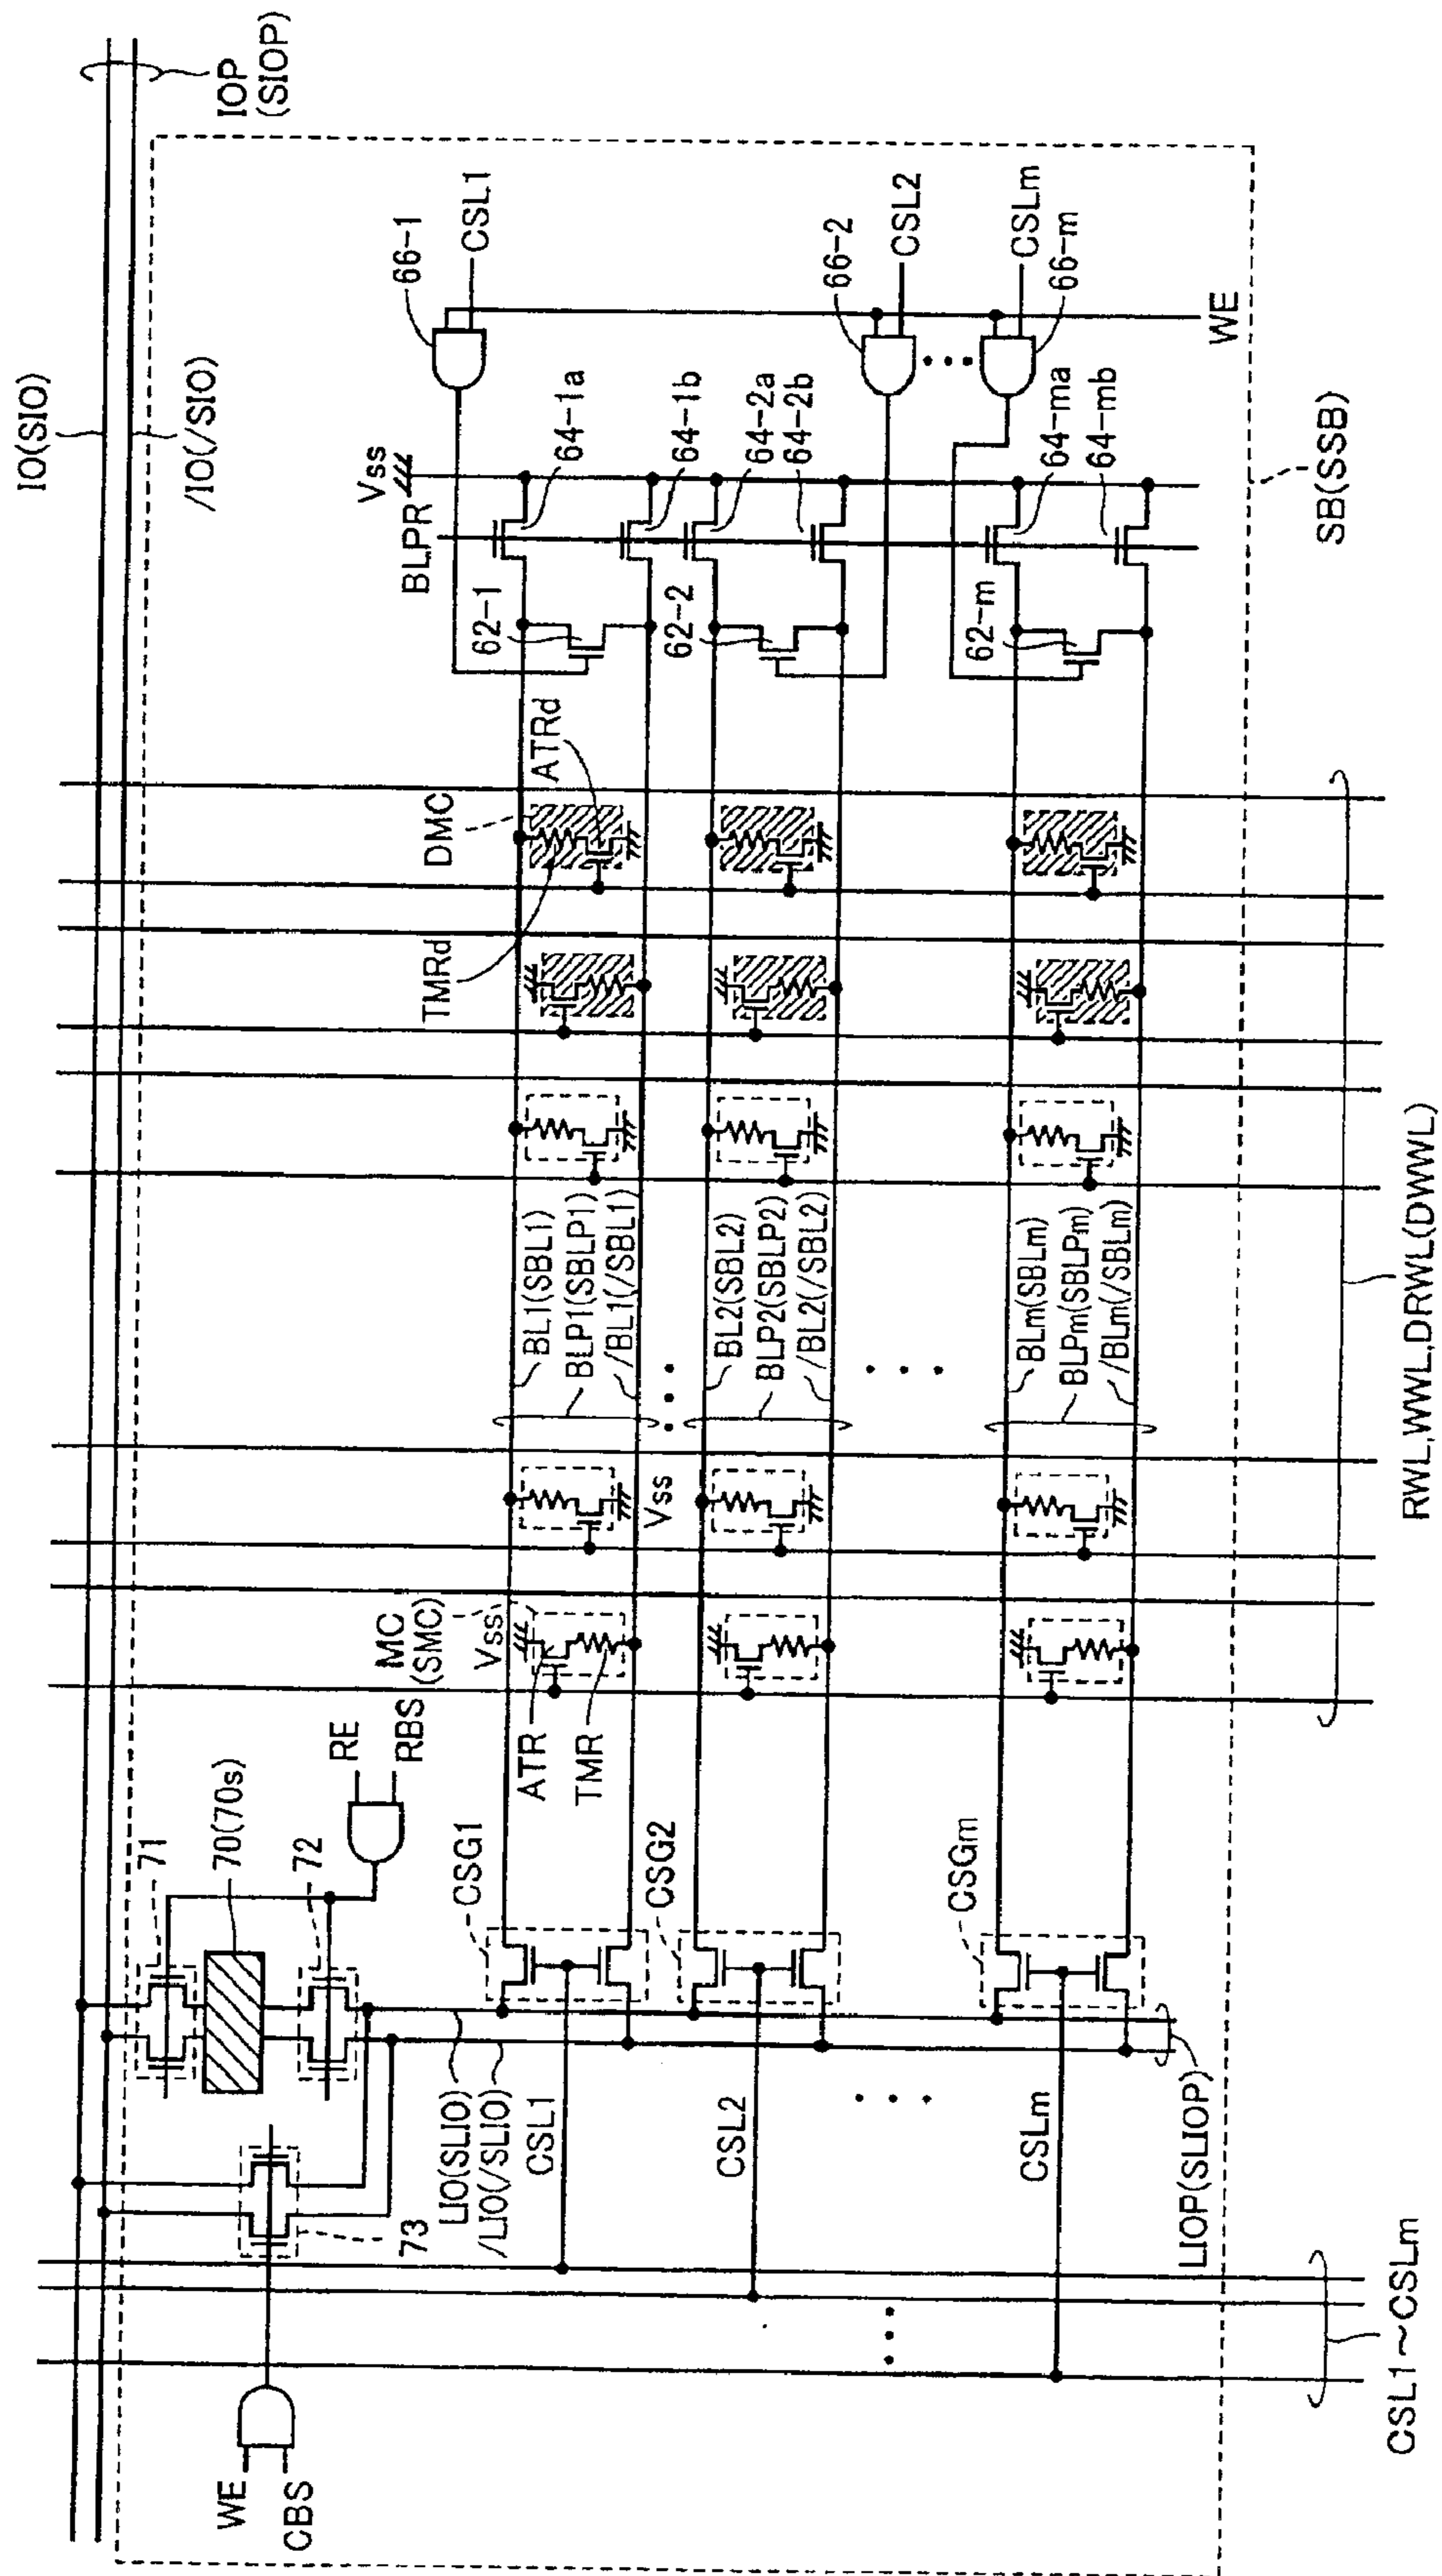 IO(SIO)
/IO(/SIO)
IOP
(SIOP)
66-1
CSL1
66-2
CSL2
CSLm
66-m
WE
Vss
BLPR
64-1a
64-1b
64-2a
64-2b
64-ma
64-mb
62-1
62-2
62-m
SB(SSB)
DMC
ATRd
TMRd
BL1(SBL1)
BLP1(SBLP1)
/BL1(/SBL1)
BL2(SBL2)
BLP2(SBLP2)
/BL2(/SBL2)
BLm(SBLm)
BLPm(SBLPm)
/BLm(/SBLm)
RWL,WWL,DRWL(DWWL)
Vss
MC
(SMC)
Vss
ATR
TMR
RE
RBS
71
70(70s)
72
CSG1
CSG2
CSGm
73
LIO(SLIO)
/LIO(/SLIO)
CSL1
CSL2
CSLm
LIOP(SLIOP)
WE
CBS
CSL1~CSLm